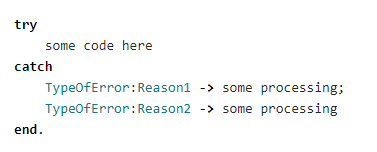 try
some code here
catch
TypeOfError:Reason1 -> some processing;
TypeOfError:Reason2 -> some processing
end.